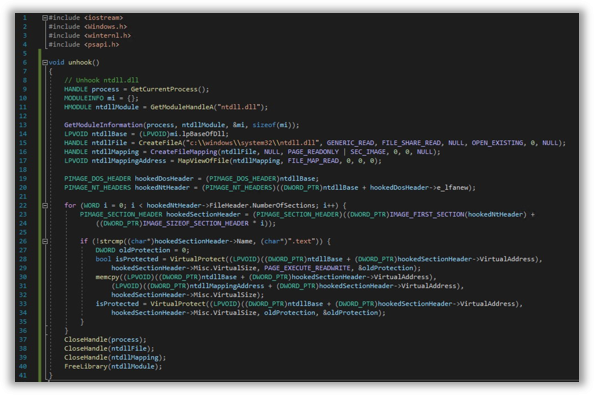 1 #include <iostream>
2 #include <Windows.h>
3 #include <winternl.h>
4 #include <psapi.h>
5
6 void unhook()
7 {
8 // Unhook ntdll.dll
9 HANDLE process = GetCurrentProcess();
10 MODULEINFO mi = {};
11 HMODULE ntdllModule = GetModuleHandleA("ntdll.dll");
12
13 GetModuleInformation(process, ntdllModule, &mi, sizeof(mi));
14 LPVOID ntdllBase = (LPVOID)mi.lpBaseOfDll;
15 HANDLE ntdllFile = CreateFileA("c:\\windows\\system32\\ntdll.dll", GENERIC_READ, FILE_SHARE_READ, NULL, OPEN_EXISTING, 0, NULL);
16 HANDLE ntdllMapping = CreateFileMapping(ntdllFile, NULL, PAGE_READONLY | SEC_IMAGE, 0, 0, NULL);
17 LPVOID ntdllMappingAddress = MapViewOfFile(ntdllMapping, FILE_MAP_READ, 0, 0, 0);
18
19 PIMAGE_DOS_HEADER hookedDosHeader = (PIMAGE_DOS_HEADER)ntdllBase;
20 PIMAGE_NT_HEADERS hookedNtHeader = (PIMAGE_NT_HEADERS)((DWORD_PTR)ntdllBase + hookedDosHeader->e_lfanew);
21
22 for (WORD i = 0; i < hookedNtHeader->FileHeader.NumberOfSections; i++) {
23 PIMAGE_SECTION_HEADER hookedSectionHeader = (PIMAGE_SECTION_HEADER)((DWORD_PTR)IMAGE_FIRST_SECTION(hookedNtHeader) +
24 ((DWORD_PTR)IMAGE_SIZEOF_SECTION_HEADER * i));
25
26 if (!strcmp((char*)hookedSectionHeader->Name, (char*)".text")) {
27 DWORD oldProtection = 0;
28 bool isProtected = VirtualProtect((LPVOID)((DWORD_PTR)ntdllBase + (DWORD_PTR)hookedSectionHeader->VirtualAddress),
29 hookedSectionHeader->Misc.VirtualSize, PAGE_EXECUTE_READWRITE, &oldProtection);
30 memcpy((LPVOID)((DWORD_PTR)ntdllBase + (DWORD_PTR)hookedSectionHeader->VirtualAddress),
31 (LPVOID)((DWORD_PTR)ntdllMappingAddress + (DWORD_PTR)hookedSectionHeader->VirtualAddress),
32 hookedSectionHeader->Misc.VirtualSize);
33 isProtected = VirtualProtect((LPVOID)((DWORD_PTR)ntdllBase + (DWORD_PTR)hookedSectionHeader->VirtualAddress),
34 hookedSectionHeader->Misc.VirtualSize, oldProtection, &oldProtection);
35 }
36 }
37 CloseHandle(process);
38 CloseHandle(ntdllFile);
39 CloseHandle(ntdllMapping);
40 FreeLibrary(ntdllModule);
41 }